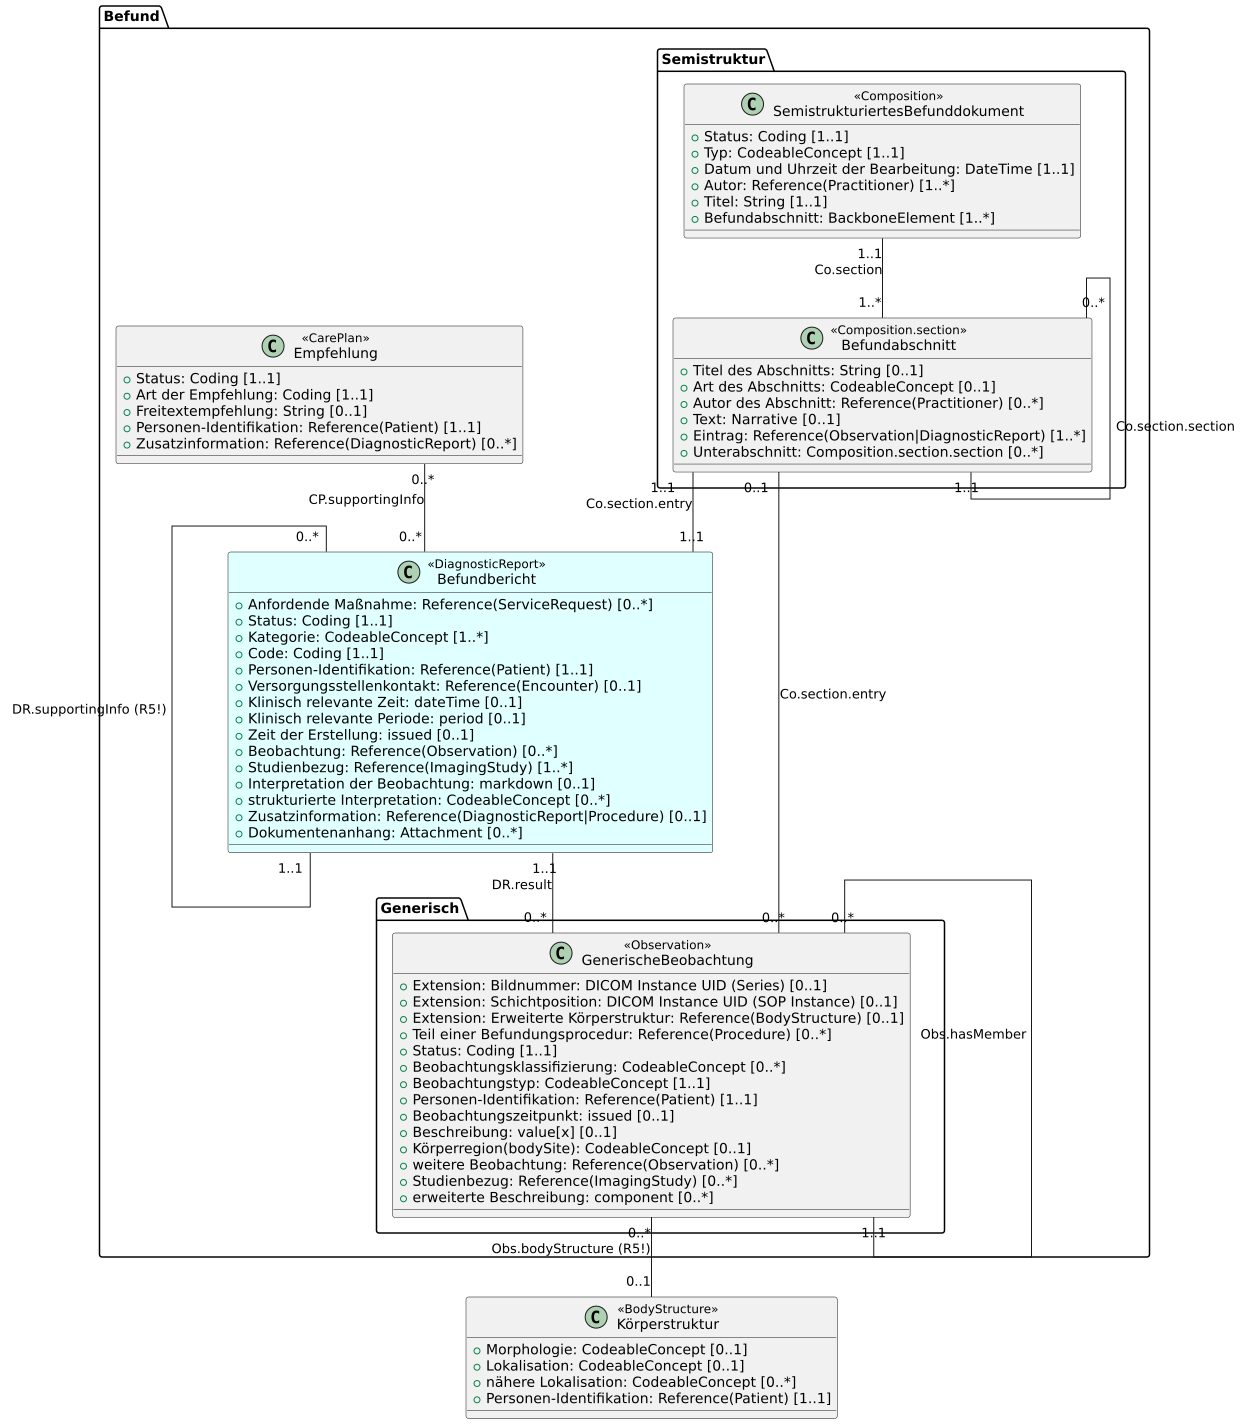 Befund
Semistruktur
C
«Composition»
SemistrukturiertesBefunddokument
Status: Coding [1..1]
Typ: CodeableConcept [1..1]
Datum und Uhrzeit der Bearbeitung: DateTime [1..1]
Autor: Reference(Practitioner) [1..*]
Titel: String [1..1]
Befundabschnitt: BackboneElement [1..*]
1..1
Co.section
1..*
0..*
C
«Composition.section»
Befundabschnitt
Titel des Abschnitts: String [0..1]
Art des Abschnitts: CodeableConcept [0..1]
Autor des Abschnitt: Reference(Practitioner) [0..*]
Text: Narrative [0..1]
Eintrag: Reference(Observation|DiagnosticReport) [1..*]
Unterabschnitt: Composition.section.section [0..*]
Co.section.section
C
«CarePlan»
Empfehlung
Status: Coding [1..1]
Art der Empfehlung: Coding [1..1]
Freitextempfehlung: String [0..1]
Personen-Identifikation: Reference(Patient) [1..1]
Zusatzinformation: Reference(DiagnosticReport) [0..*]
0..*
CP.supportingInfo
0..*
1..1
Co.section.entry
1..1
0..1
1..1
0..*
C
«DiagnosticReport»
Befundbericht
Anfordende Maßnahme: Reference(ServiceRequest) [0..*]
Status: Coding [1..1]
Kategorie: CodeableConcept [1..*]
Code: Coding [1..1]
Personen-Identifikation: Reference(Patient) [1..1]
Versorgungsstellenkontakt: Reference(Encounter) [0..1]
Klinisch relevante Zeit: dateTime [0..1]
Klinisch relevante Periode: period [0..1]
Zeit der Erstellung: issued [0..1]
Beobachtung: Reference(Observation) [0..*]
Studienbezug: Reference(ImagingStudy) [1..*]
Interpretation der Beobachtung: markdown [0..1]
strukturierte Interpretation: CodeableConcept [0..*]
Zusatzinformation: Reference(DiagnosticReport|Procedure) [0..1]
Dokumentenanhang: Attachment [0..*]
DR.supportingInfo (R5!)
Co.section.entry
1..1
1..1
DR.result
0..*
0..*
0..*
Generisch
C
«Observation»
GenerischeBeobachtung
Extension: Bildnummer: DICOM Instance UID (Series) [0..1]
Extension: Schichtposition: DICOM Instance UID (SOP Instance) [0..1]
Extension: Erweiterte Körperstruktur: Reference(BodyStructure) [0..1]
Teil einer Befundungsprocedur: Reference(Procedure) [0..*]
Status: Coding [1..1]
Beobachtungsklassifizierung: CodeableConcept [0..*]
Beobachtungstyp: CodeableConcept [1..1]
Personen-Identifikation: Reference(Patient) [1..1]
Beobachtungszeitpunkt: issued [0..1]
Beschreibung: value[x] [0..1]
Körperregion(bodySite): CodeableConcept [0..1]
weitere Beobachtung: Reference(Observation) [0..*]
Studienbezug: Reference(ImagingStudy) [0..*]
erweiterte Beschreibung: component [0..*]
Obs.hasMember
0..*
1..1
Obs.bodyStructure (R5!)
0..1
C
«BodyStructure»
Körperstruktur
Morphologie: CodeableConcept [0..1]
Lokalisation: CodeableConcept [0..1]
nähere Lokalisation: CodeableConcept [0..*]
Personen-Identifikation: Reference(Patient) [1..1]